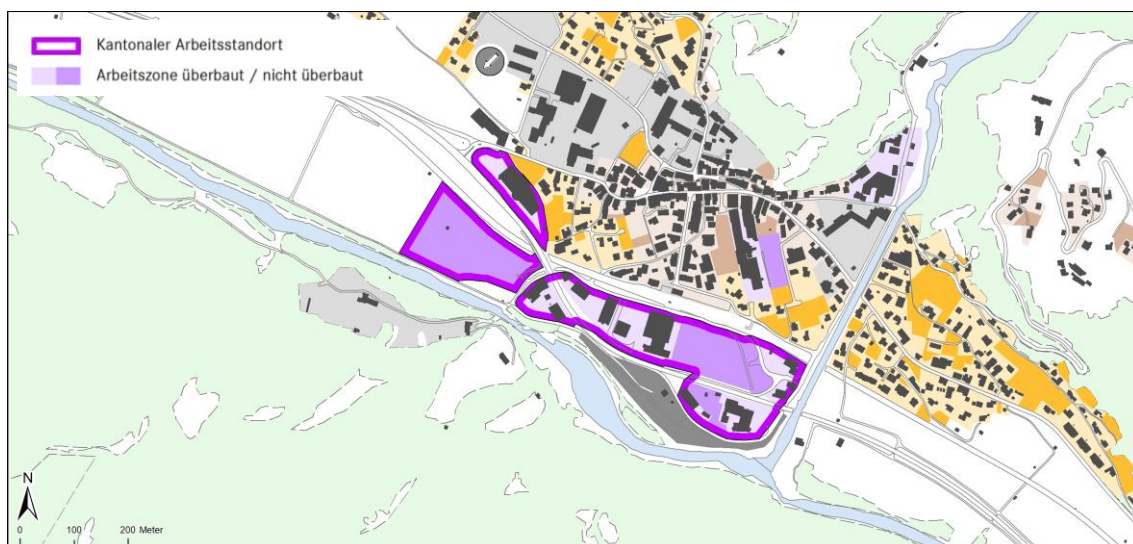 Kantonaler Arbeitsstandort
Arbeitszone überbaut / nicht überbaut
N
0 100 200 Meter